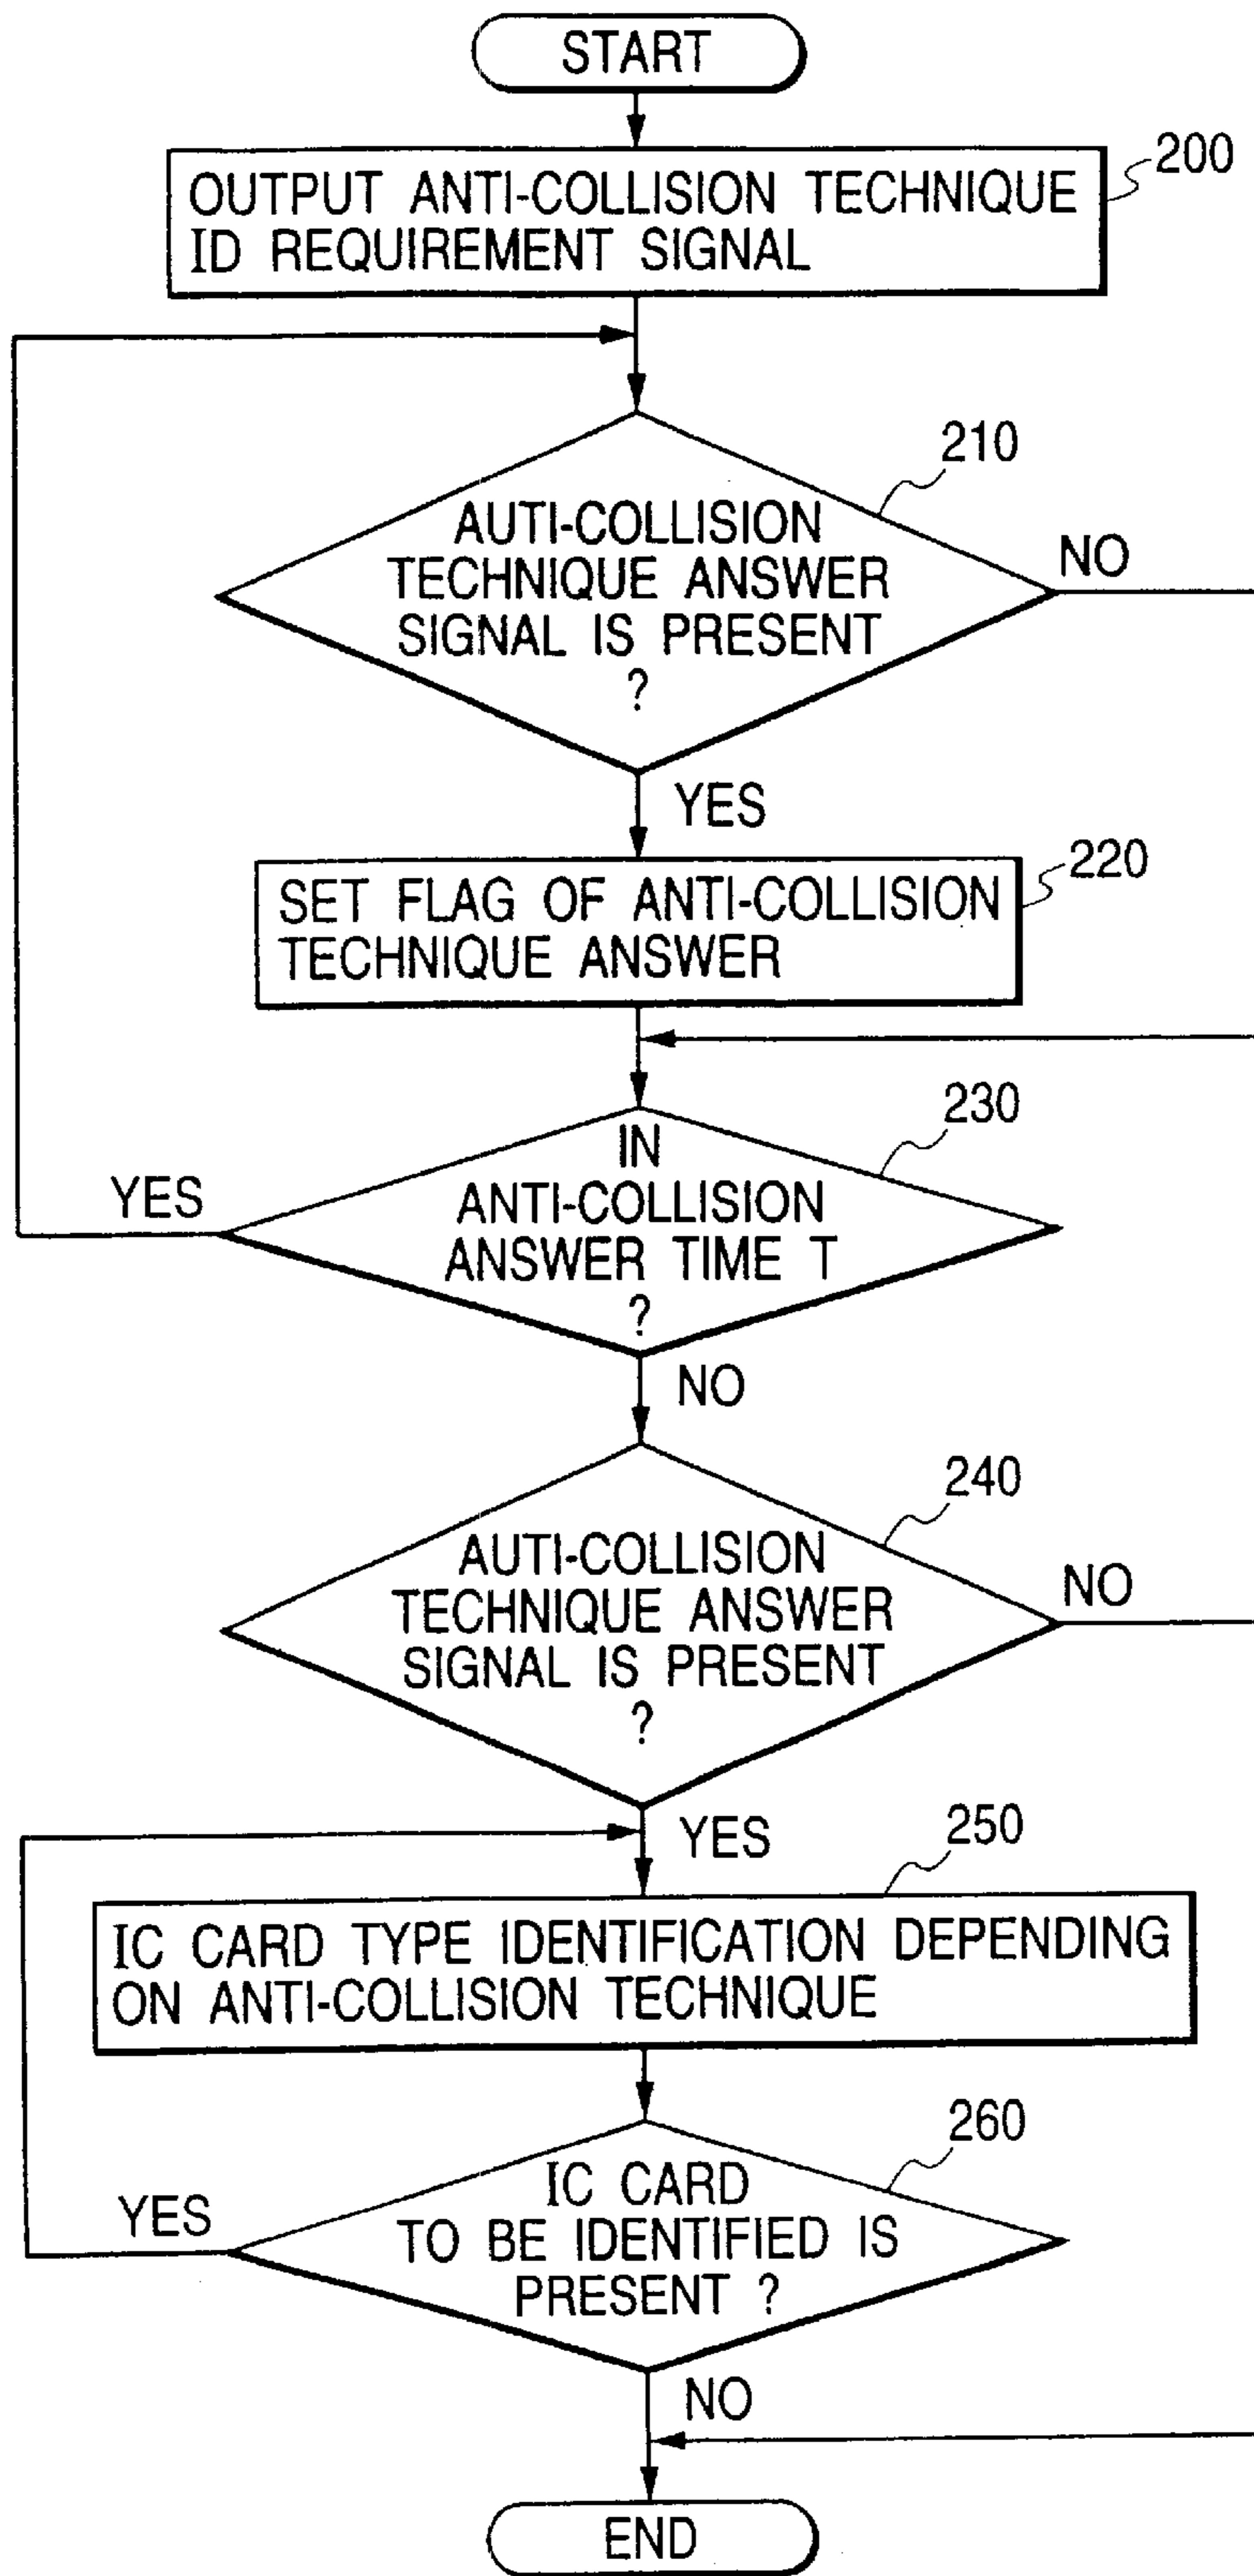 START
200
OUTPUT ANTI-COLLISION TECHNIQUE
ID REQUIREMENT SIGNAL
210
AUTI-COLLISION
TECHNIQUE ANSWER
SIGNAL IS PRESENT
?
NO
YES
220
SET FLAG OF ANTI-COLLISION
TECHNIQUE ANSWER
230
IN
ANTI-COLLISION
ANSWER TIME T
?
YES
NO
240
AUTI-COLLISION
TECHNIQUE ANSWER
SIGNAL IS PRESENT
?
NO
YES
250
IC CARD TYPE IDENTIFICATION DEPENDING
ON ANTI-COLLISION TECHNIQUE
260
IC CARD
TO BE IDENTIFIED IS
PRESENT ?
YES
NO
END